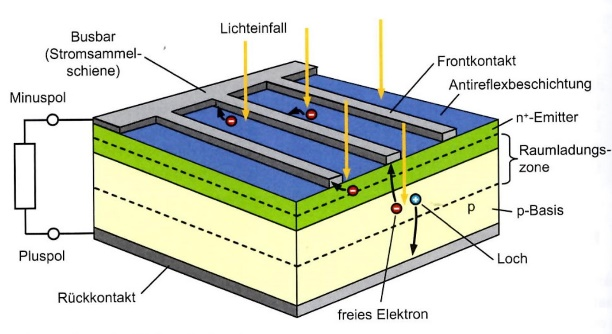 Lichteinfall
Busbar
(Stromsammel-
schiene)
Frontkontakt
Antireflexbeschichtung
Minuspol
n⁺-Emitter
Raumladungs-
zone
p
p-Basis
Pluspol
Loch
Rückkontakt
freies Elektron